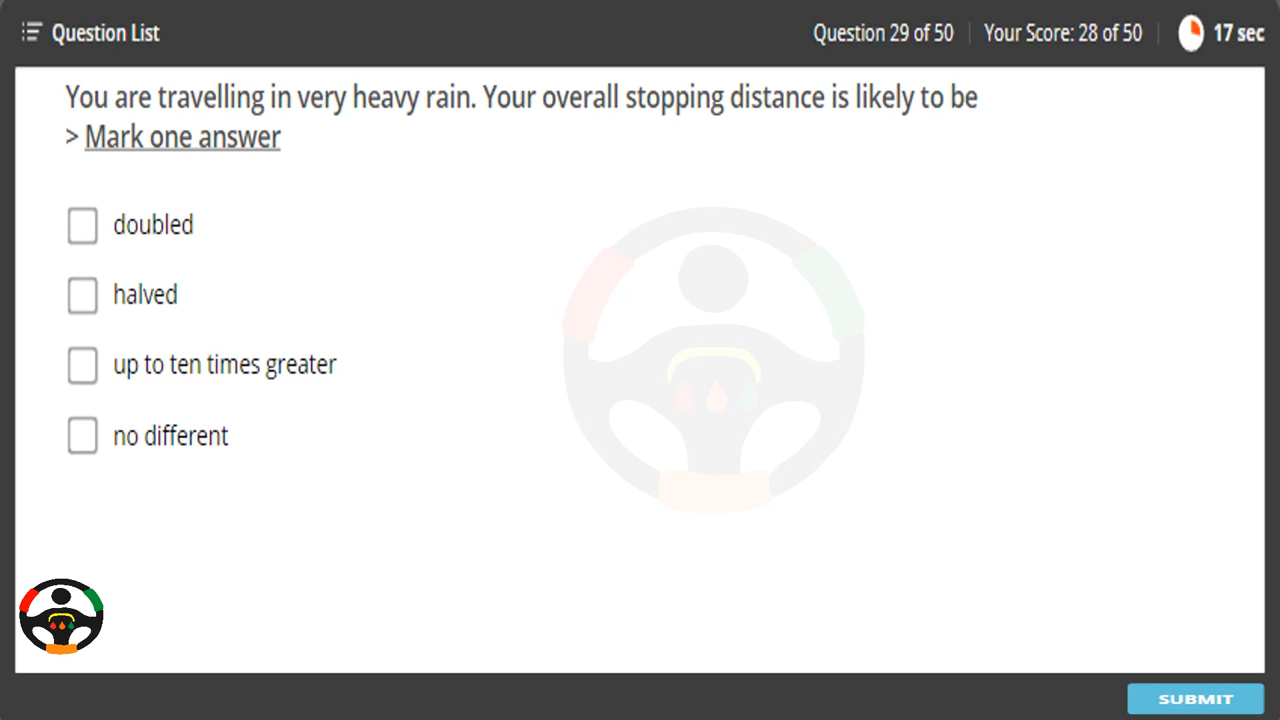 Question List
Question 29 of 50
Your Score: 28 of 50
17 sec
You are travelling in very heavy rain. Your overall stopping distance is likely to be
> Mark one answer
doubled
halved
up to ten times greater
no different
SUBMIT